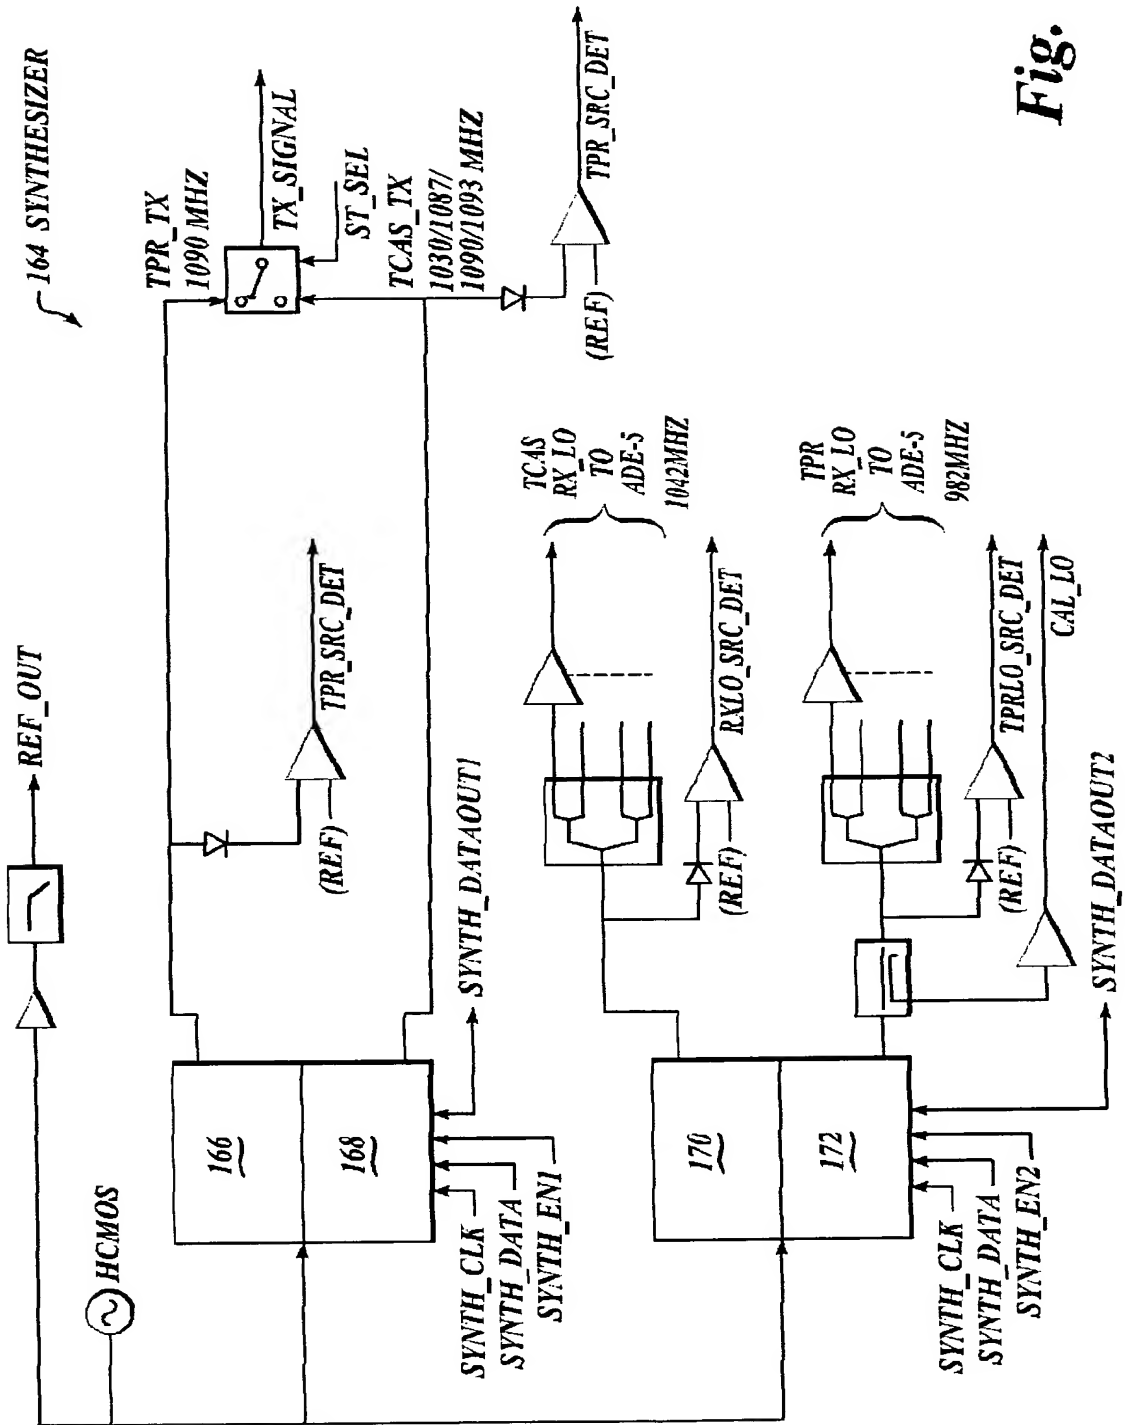 164 SYNTHESIZER
REF_OUT
HCMOS
TPR_TX
1090 MHZ
TX_SIGNAL
ST_SEL
TCAS_TX
1030/1087/
1090/1093 MHZ
TPR_SRC_DET
(REF)
TPR_SRC_DET
(REF)
166
168
SYNTH_DATAOUT1
SYNTH_CLK
SYNTH_DATA
SYNTH_EN1
TCAS
RX_LO
TO
ADE-5
1042MHZ
RXLO_SRC_DET
(REF)
TPR
RX_LO
TO
ADE-5
982MHZ
TPRLO_SRC_DET
(REF)
CAL_LO
170
172
SYNTH_DATAOUT2
SYNTH_CLK
SYNTH_DATA
SYNTH_EN2
Fig.